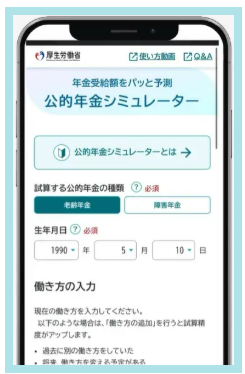 厚生労働省 使い方動画 Q&A
年金受給額をパッと予測
公的年金シミュレーター
公的年金シミュレーターとは →
試算する公的年金の種類 ? 必須
老齢年金 障害年金
生年月日 ? 必須
1990 年 5 月 10 日
働き方の入力
現在の働き方を入力してください。
以下のような場合は、「働き方の追加」を行うと試算精
度がアップします。
・ 過去に別の働き方をしていた
・ 将来、働き方を変える予定がある